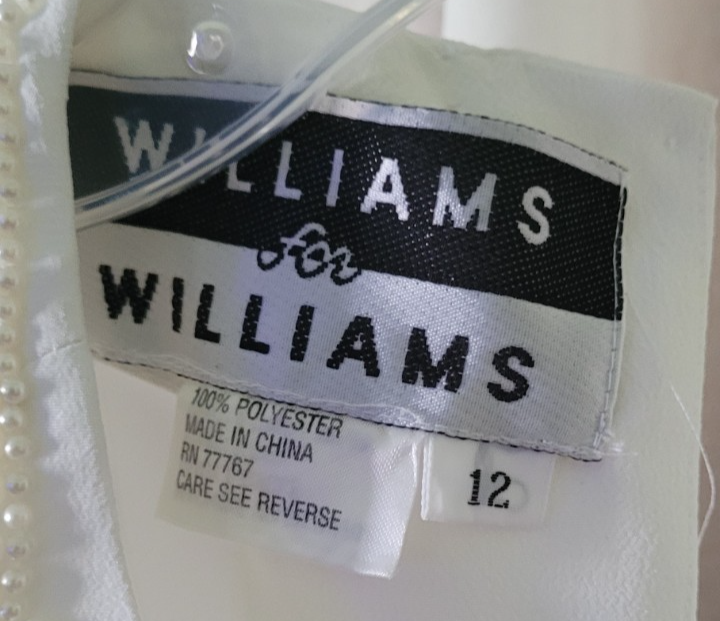 WILLIAMS
for
WILLIAMS
100% POLYESTER
MADE IN CHINA
RN 77767
CARE SEE REVERSE
12